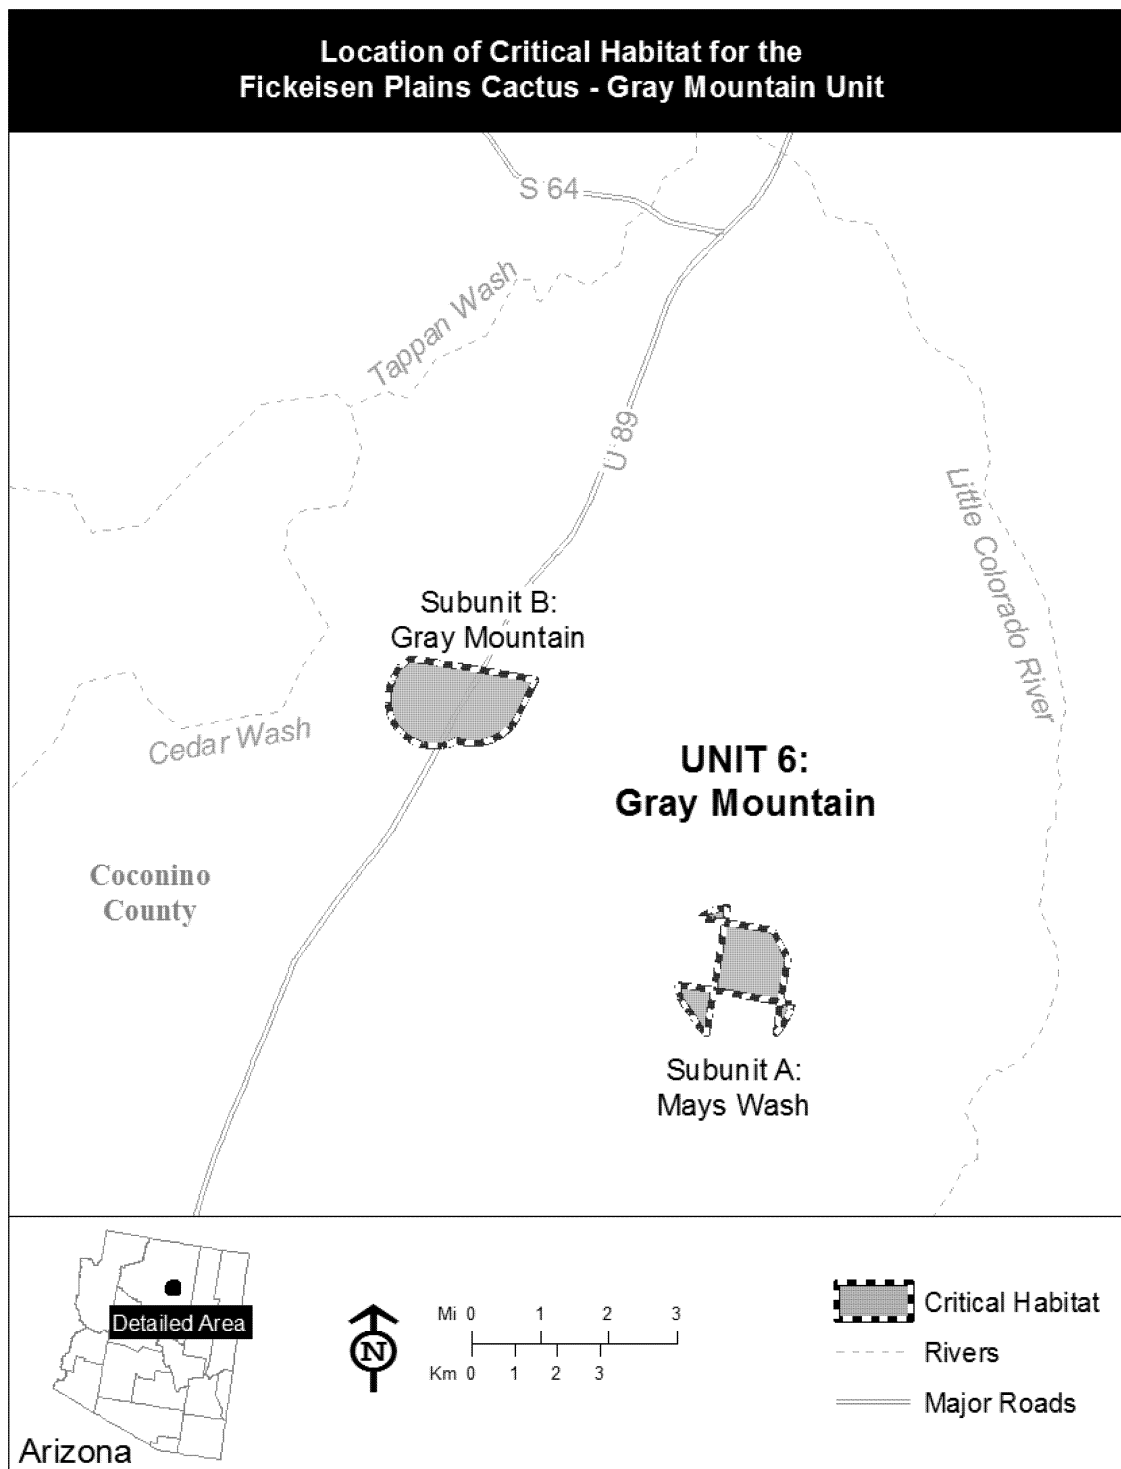 Location of Critical Habitat for the
Fickeisen Plains Cactus - Gray Mountain Unit
S 64
Tappan Wash
U 89
Little Colorado River
Subunit B:
Gray Mountain
Cedar Wash
UNIT 6:
Gray Mountain
Coconino
County
Subunit A:
Mays Wash
Detailed Area
Arizona
N
Mi 0 1 2 3
Km 0 1 2 3
Critical Habitat
Rivers
Major Roads